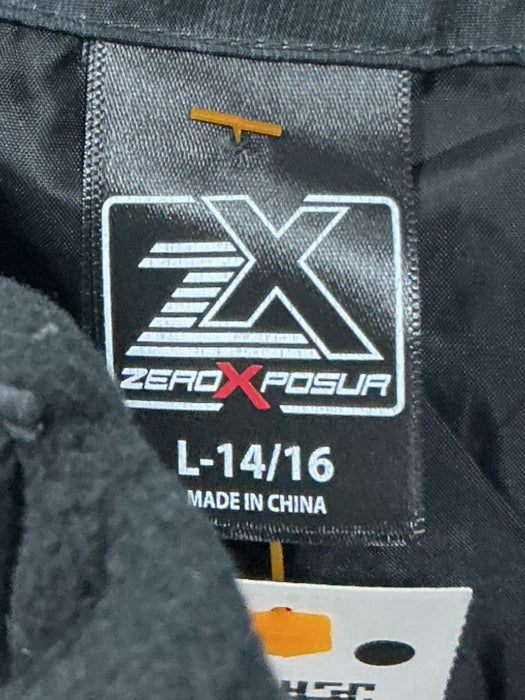 ZX
ZEROXPOSUR
L-14/16
MADE IN CHINA